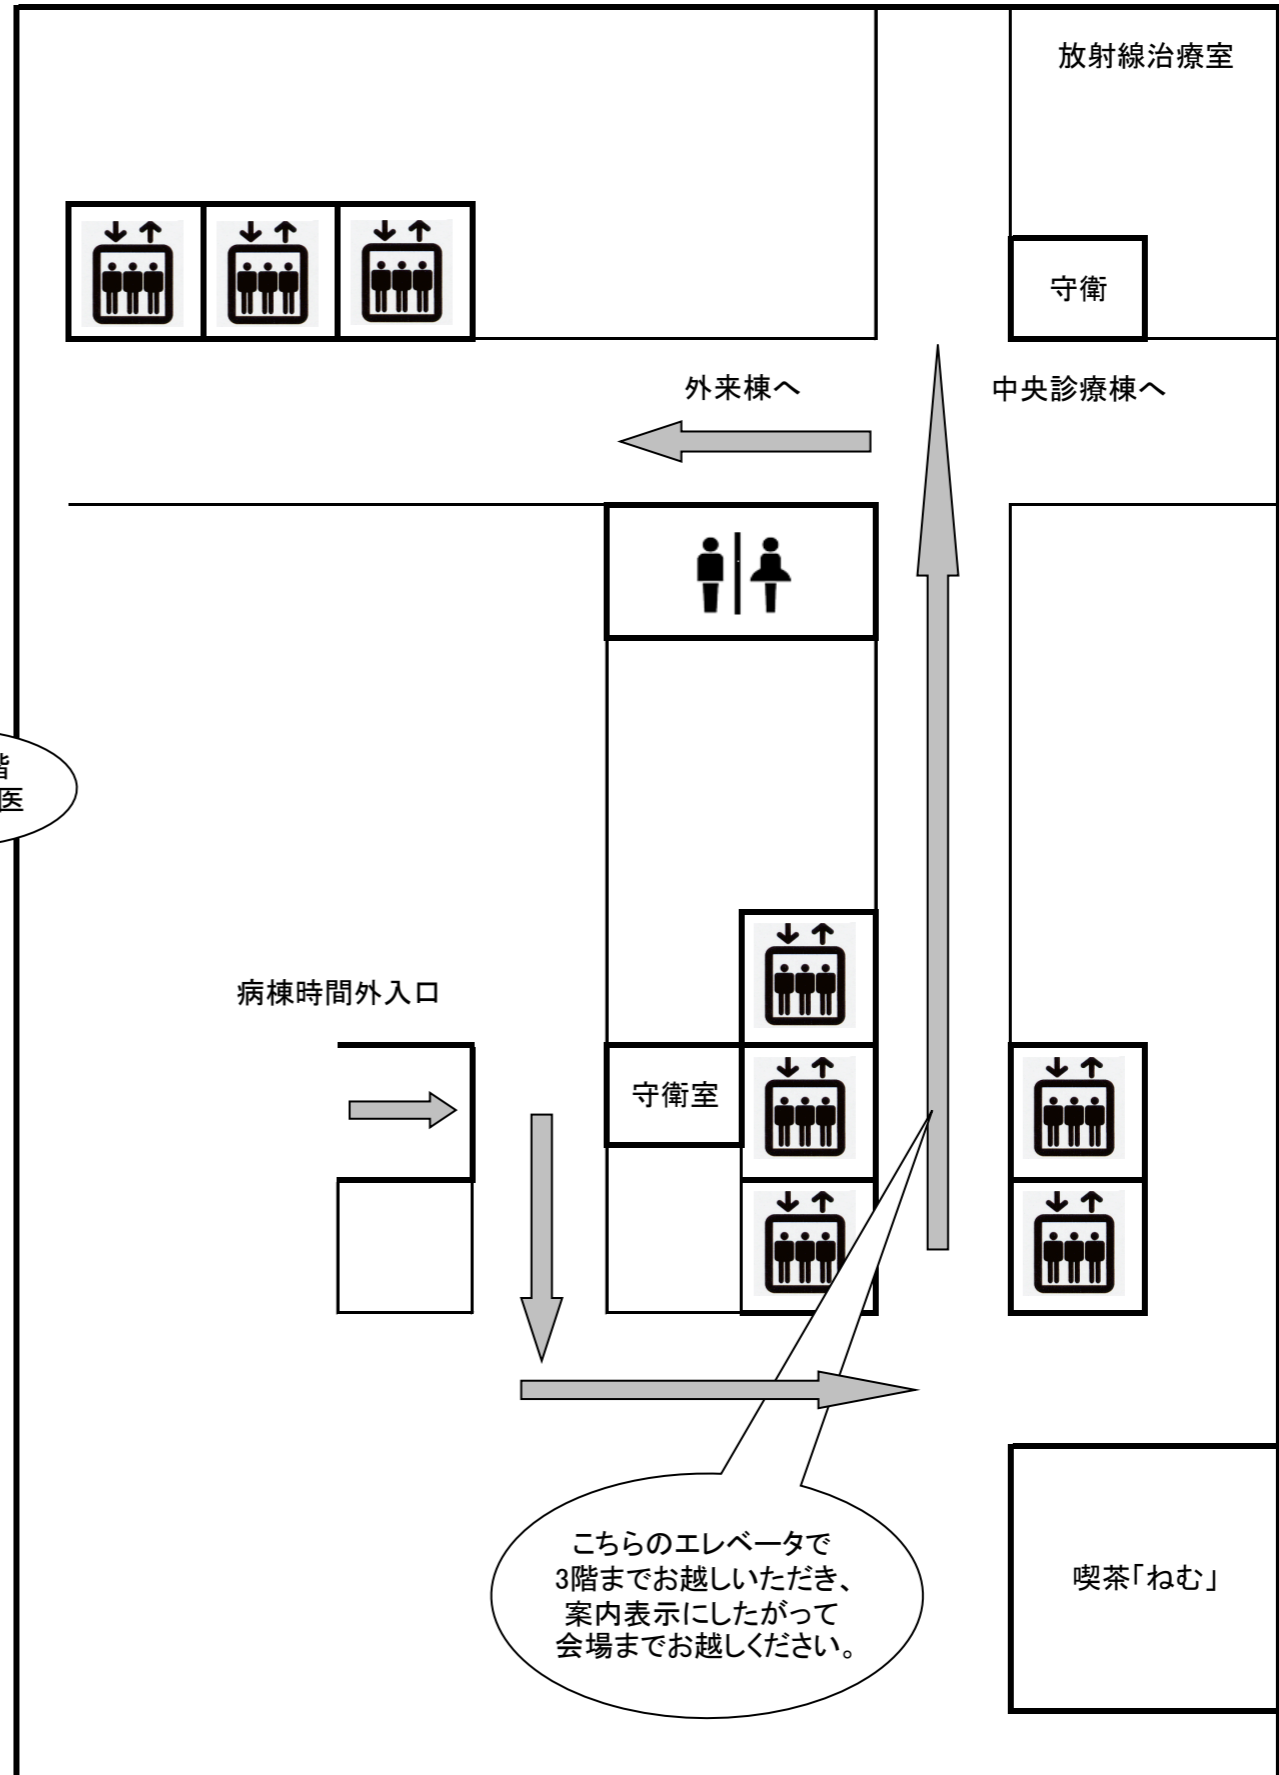 放射線治療室
守衛
外来棟へ
中央診療棟へ
階
医
病棟時間外入口
守衛室
こちらのエレベータで
3階までお越しいただき、
案内表示にしたがって
会場までお越しください。
喫茶「ねむ」